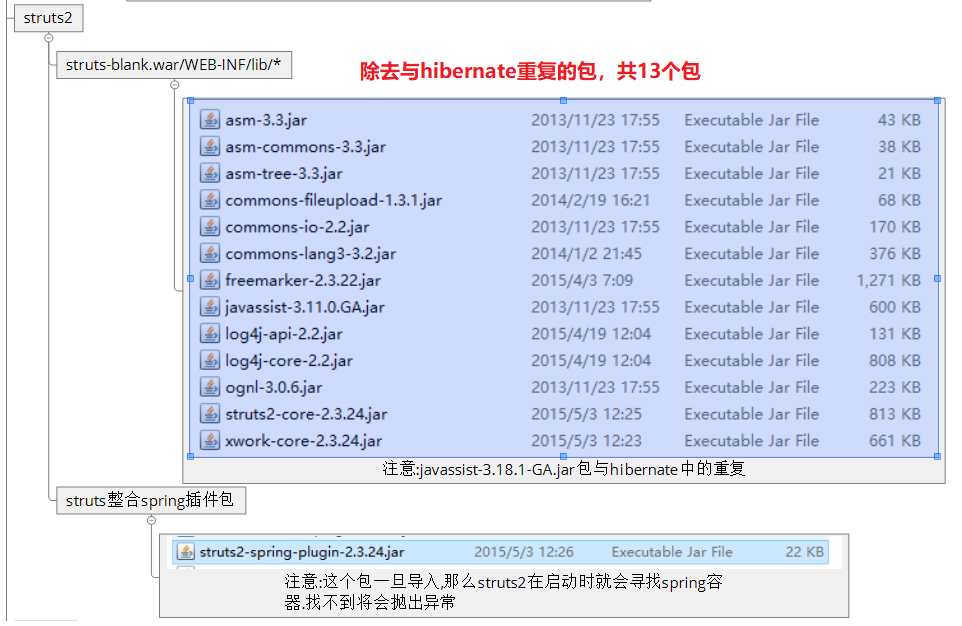 struts2
struts-blank.war/WEB-INF/lib/*
除去与hibernate重复的包，共13个包
asm-3.3.jar 2013/11/23 17:55 Executable Jar File 43 KB
asm-commons-3.3.jar 2013/11/23 17:55 Executable Jar File 38 KB
asm-tree-3.3.jar 2013/11/23 17:55 Executable Jar File 21 KB
commons-fileupload-1.3.1.jar 2014/2/19 16:21 Executable Jar File 68 KB
commons-io-2.2.jar 2013/11/23 17:55 Executable Jar File 170 KB
commons-lang3-3.2.jar 2014/1/2 21:45 Executable Jar File 376 KB
freemarker-2.3.22.jar 2015/4/3 7:09 Executable Jar File 1,271 KB
javassist-3.11.0.GA.jar 2013/11/23 17:55 Executable Jar File 600 KB
log4j-api-2.2.jar 2015/4/19 12:04 Executable Jar File 131 KB
log4j-core-2.2.jar 2015/4/19 12:04 Executable Jar File 808 KB
ognl-3.0.6.jar 2013/11/23 17:55 Executable Jar File 223 KB
struts2-core-2.3.24.jar 2015/5/3 12:25 Executable Jar File 813 KB
xwork-core-2.3.24.jar 2015/5/3 12:23 Executable Jar File 661 KB
注意:javassist-3.18.1-GA.jar包与hibernate中的重复
struts整合spring插件包
struts2-spring-plugin-2.3.24.jar 2015/5/3 12:26 Executable Jar File 22 KB
注意:这个包一旦导入,那么struts2在启动时就会寻找spring容
器.找不到将会抛出异常